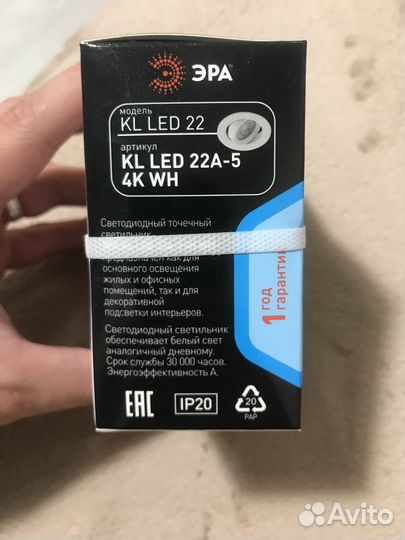 ЭРА
модель
KL LED 22
артикул
KL LED 22A-5
4K WH
Светодиодный точечный
светильник
предназначен как для
основного освещения
жилых и офисных
помещений, так и для
декоративной
подсветки интерьеров.
Светодиодный светильник
обеспечивает белый свет
аналогичный дневному.
Срок службы 30 000 часов.
Энергоэффективность А.
1 год
гарантии
EAC
IP20
20
PAP
Avito